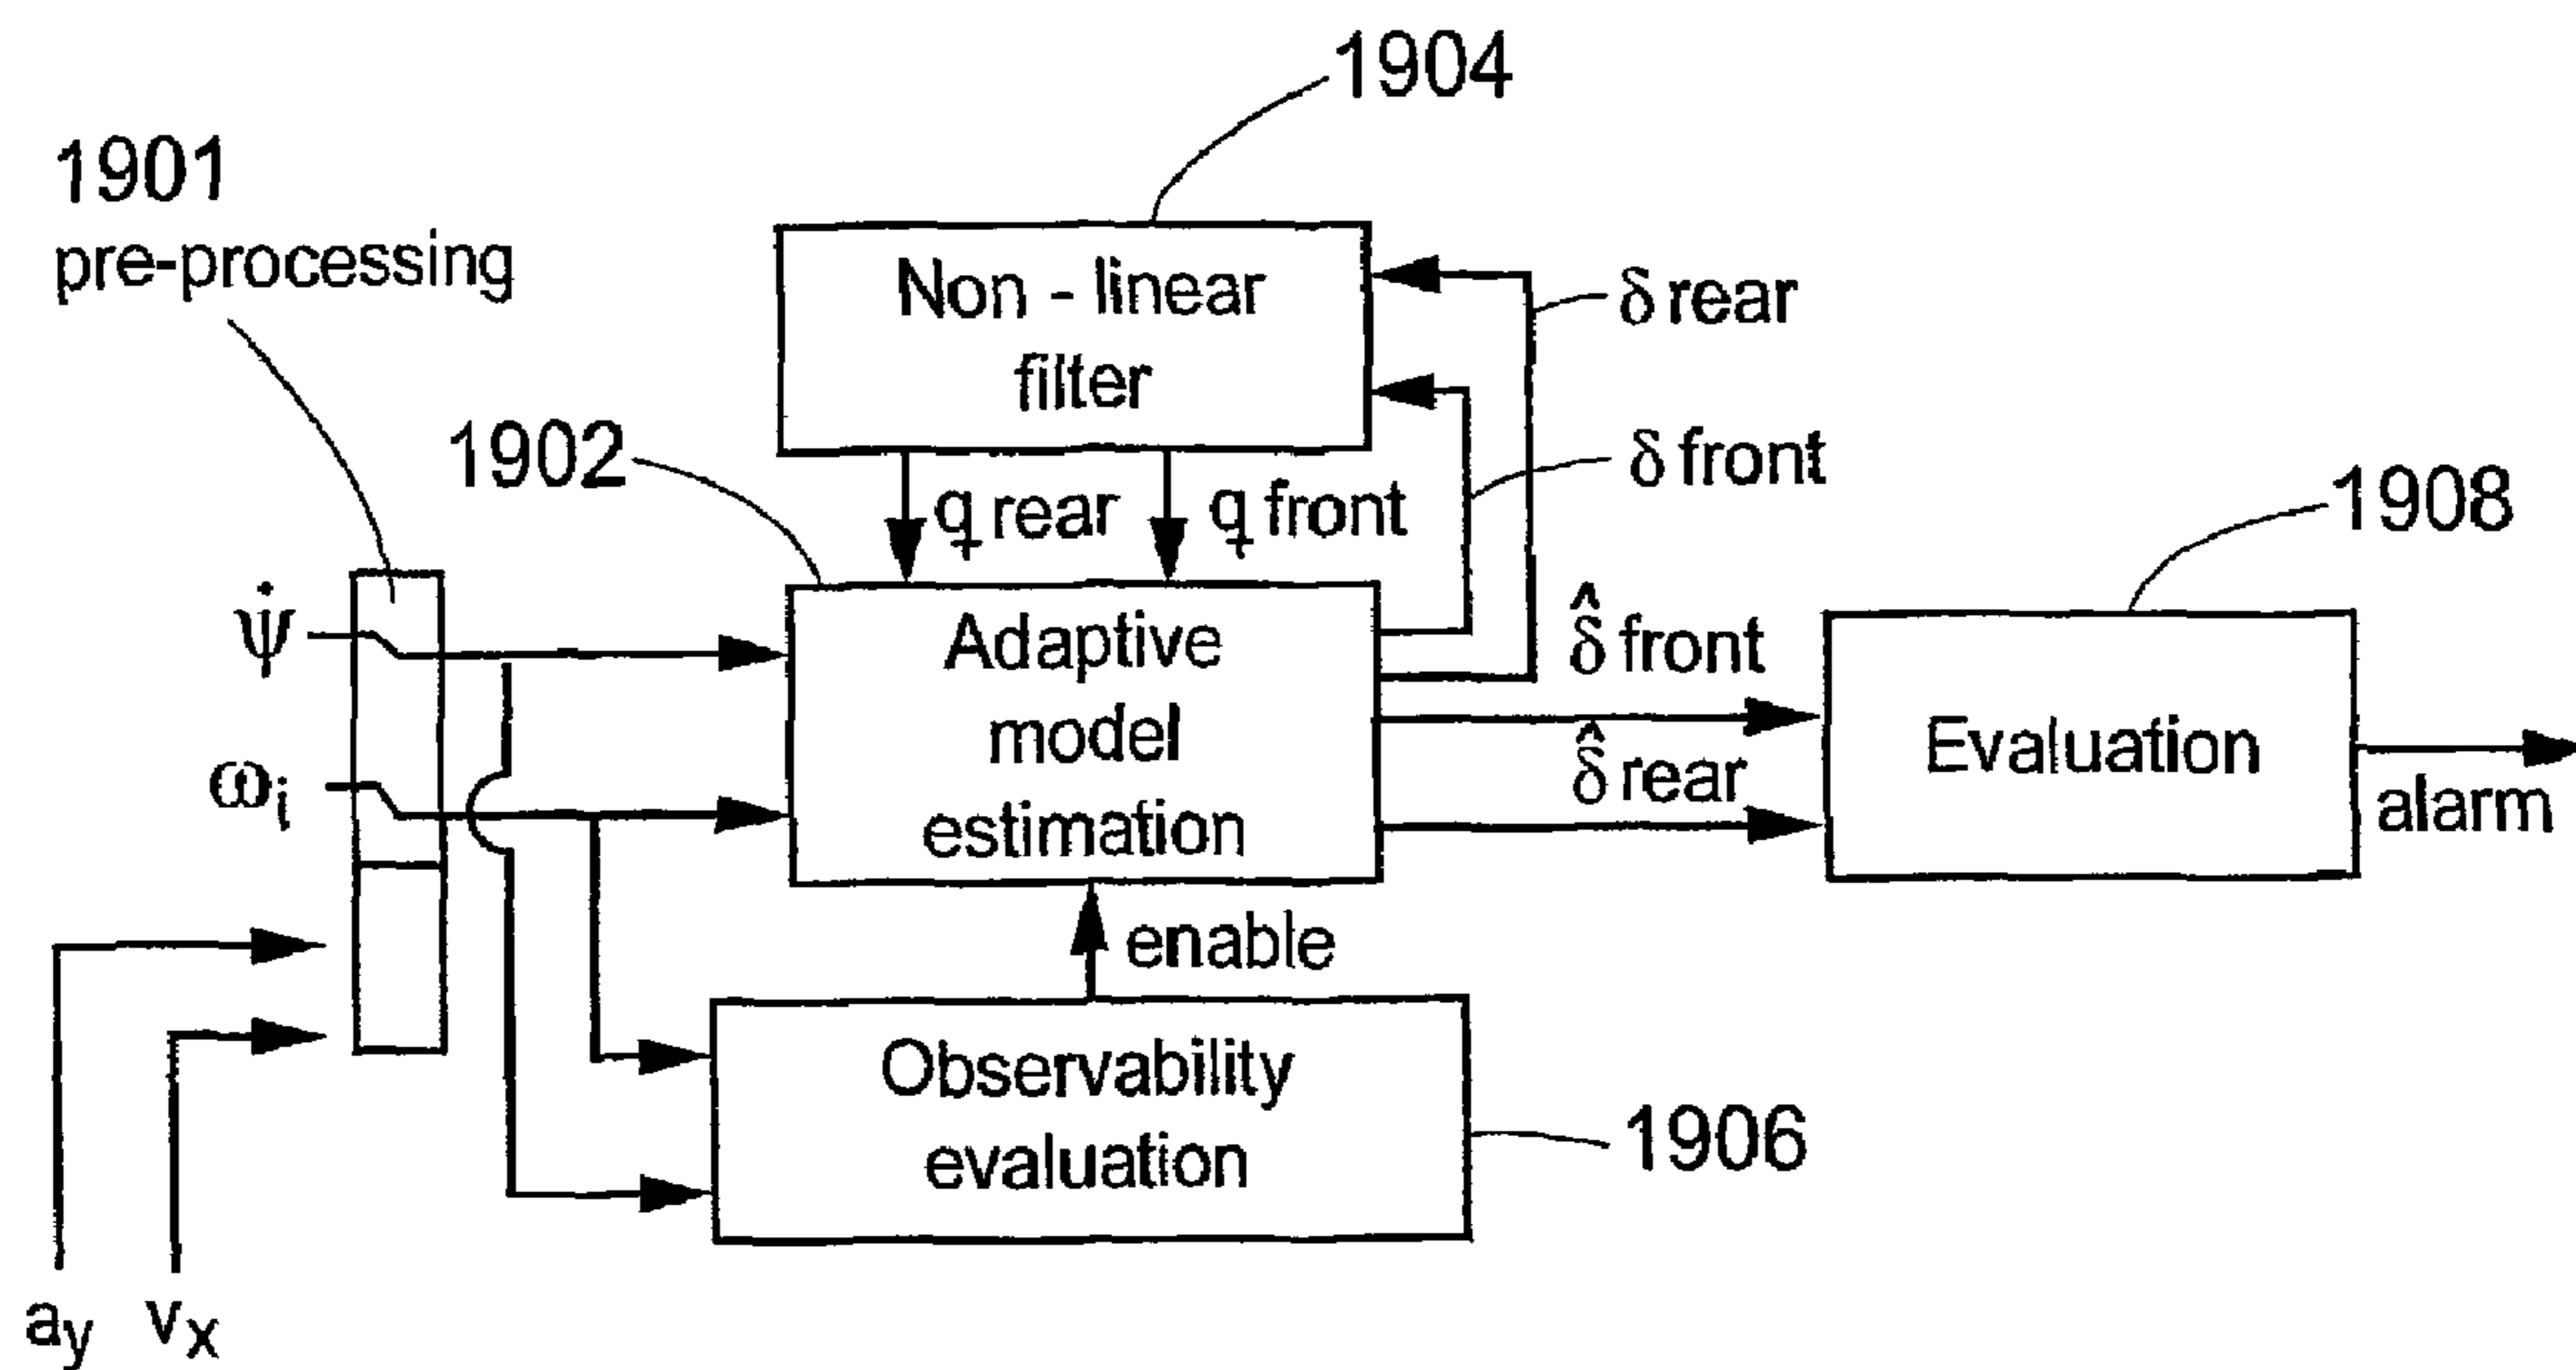 1904
1901
pre-processing
Non - linear
filter
δ rear
1902
δ front
q rear
q front
1908
ψ̇
Adaptive
model
estimation
δ̂ front
δ̂ rear
Evaluation
ωi
alarm
enable
Observability
evaluation
1906
ay
vx